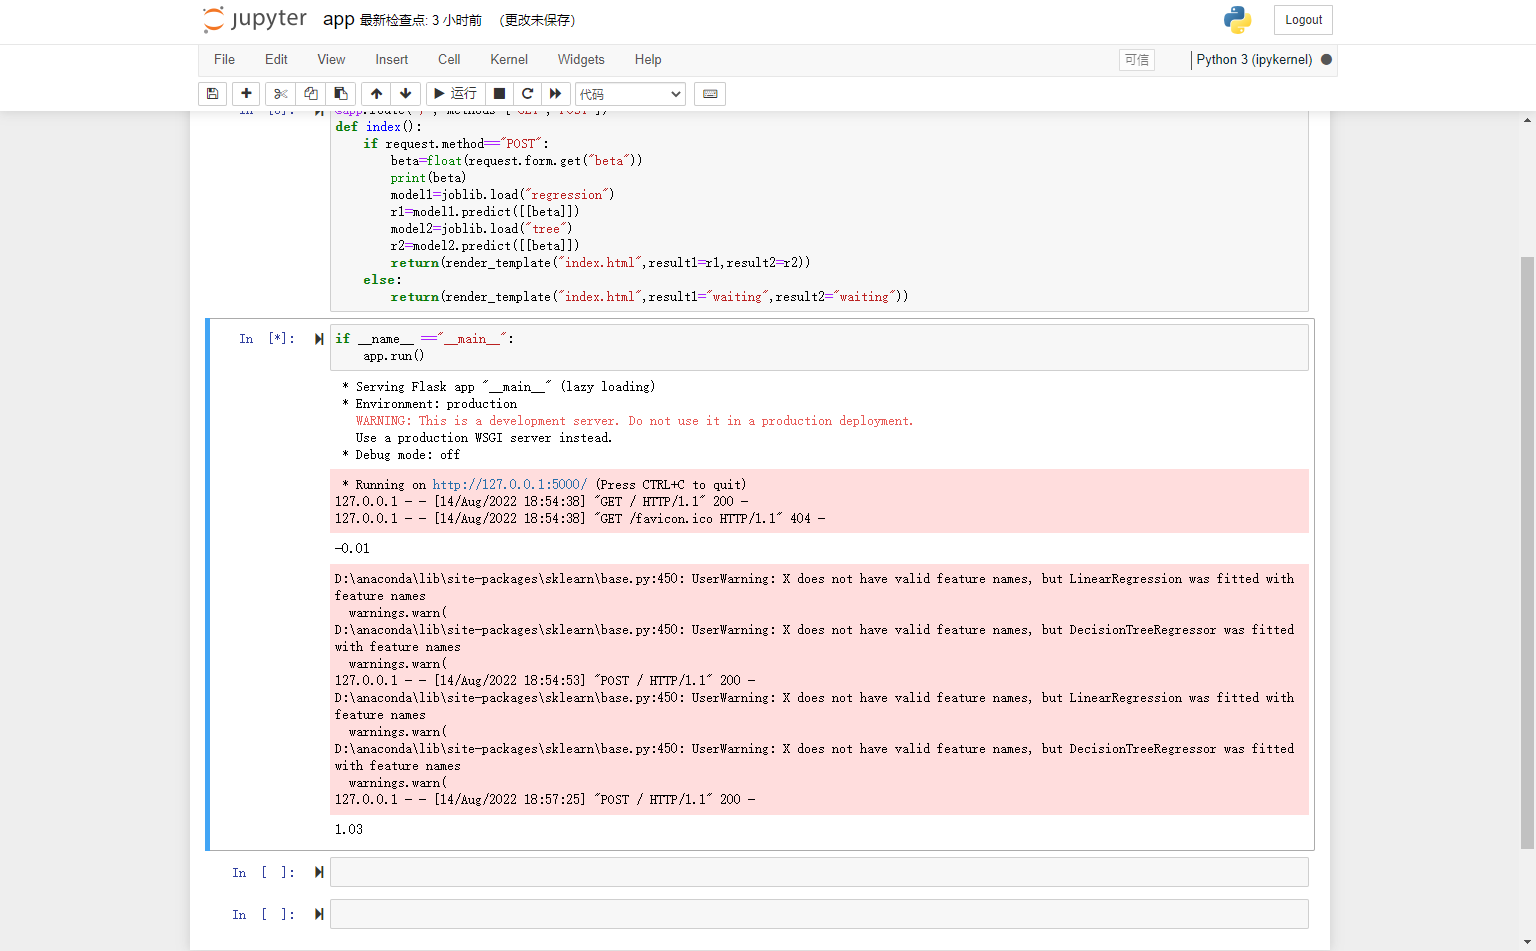 jupyter app 最新检查点: 3 小时前 (更改未保存) Logout
File Edit View Insert Cell Kernel Widgets Help 可信 Python 3 (ipykernel)
运行 代码
def index():
if request.method=="POST":
beta=float(request.form.get("beta"))
print(beta)
model1=joblib.load("regression")
r1=model1.predict([[beta]])
model2=joblib.load("tree")
r2=model2.predict([[beta]])
return(render_template("index.html",result1=r1,result2=r2))
else:
return(render_template("index.html",result1="waiting",result2="waiting"))
In [*]: if __name__ =="__main__":
app.run()
* Serving Flask app "__main__" (lazy loading)
* Environment: production
WARNING: This is a development server. Do not use it in a production deployment.
Use a production WSGI server instead.
* Debug mode: off
* Running on http://127.0.0.1:5000/ (Press CTRL+C to quit)
127.0.0.1 - - [14/Aug/2022 18:54:38] "GET / HTTP/1.1" 200 -
127.0.0.1 - - [14/Aug/2022 18:54:38] "GET /favicon.ico HTTP/1.1" 404 -
-0.01
D:\anaconda\lib\site-packages\sklearn\base.py:450: UserWarning: X does not have valid feature names, but LinearRegression was fitted with
feature names
warnings.warn(
D:\anaconda\lib\site-packages\sklearn\base.py:450: UserWarning: X does not have valid feature names, but DecisionTreeRegressor was fitted
with feature names
warnings.warn(
127.0.0.1 - - [14/Aug/2022 18:54:53] "POST / HTTP/1.1" 200 -
D:\anaconda\lib\site-packages\sklearn\base.py:450: UserWarning: X does not have valid feature names, but LinearRegression was fitted with
feature names
warnings.warn(
D:\anaconda\lib\site-packages\sklearn\base.py:450: UserWarning: X does not have valid feature names, but DecisionTreeRegressor was fitted
with feature names
warnings.warn(
127.0.0.1 - - [14/Aug/2022 18:57:25] "POST / HTTP/1.1" 200 -
1.03
In [ ]:
In [ ]: